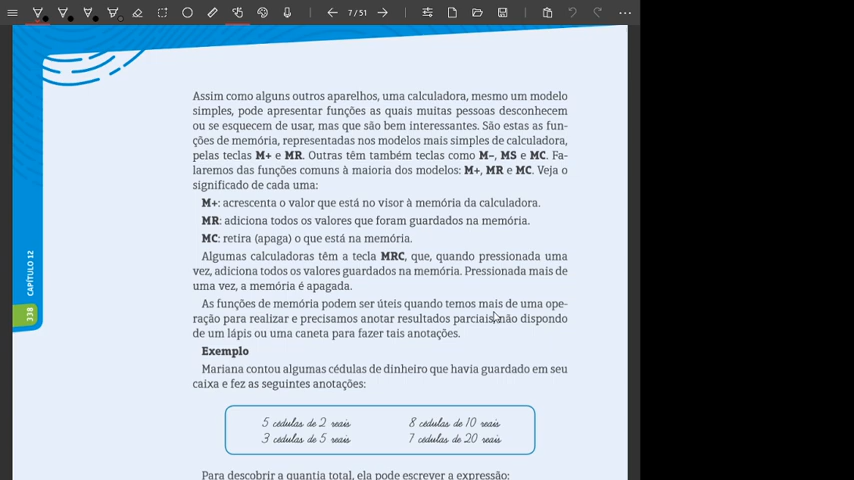 7 / 51
Assim como alguns outros aparelhos, uma calculadora, mesmo um modelo
simples, pode apresentar funções as quais muitas pessoas desconhecem
ou se esquecem de usar, mas que são bem interessantes. São estas as fun-
ções de memória, representadas nos modelos mais simples de calculadora,
pelas teclas M+ e MR. Outras têm também teclas como M–, MS e MC. Fa-
laremos das funções comuns à maioria dos modelos: M+, MR e MC. Veja o
significado de cada uma:
M+: acrescenta o valor que está no visor à memória da calculadora.
MR: adiciona todos os valores que foram guardados na memória.
MC: retira (apaga) o que está na memória.
Algumas calculadoras têm a tecla MRC, que, quando pressionada uma
vez, adiciona todos os valores guardados na memória. Pressionada mais de
uma vez, a memória é apagada.
As funções de memória podem ser úteis quando temos mais de uma ope-
ração para realizar e precisamos anotar resultados parciais não dispondo
de um lápis ou uma caneta para fazer tais anotações.
Exemplo
Mariana contou algumas cédulas de dinheiro que havia guardado em seu
caixa e fez as seguintes anotações:
5 cédulas de 2 reais
3 cédulas de 5 reais
8 cédulas de 10 reais
7 cédulas de 20 reais
Para descobrir a quantia total, ela pode escrever a expressão:
CAPÍTULO 12
338